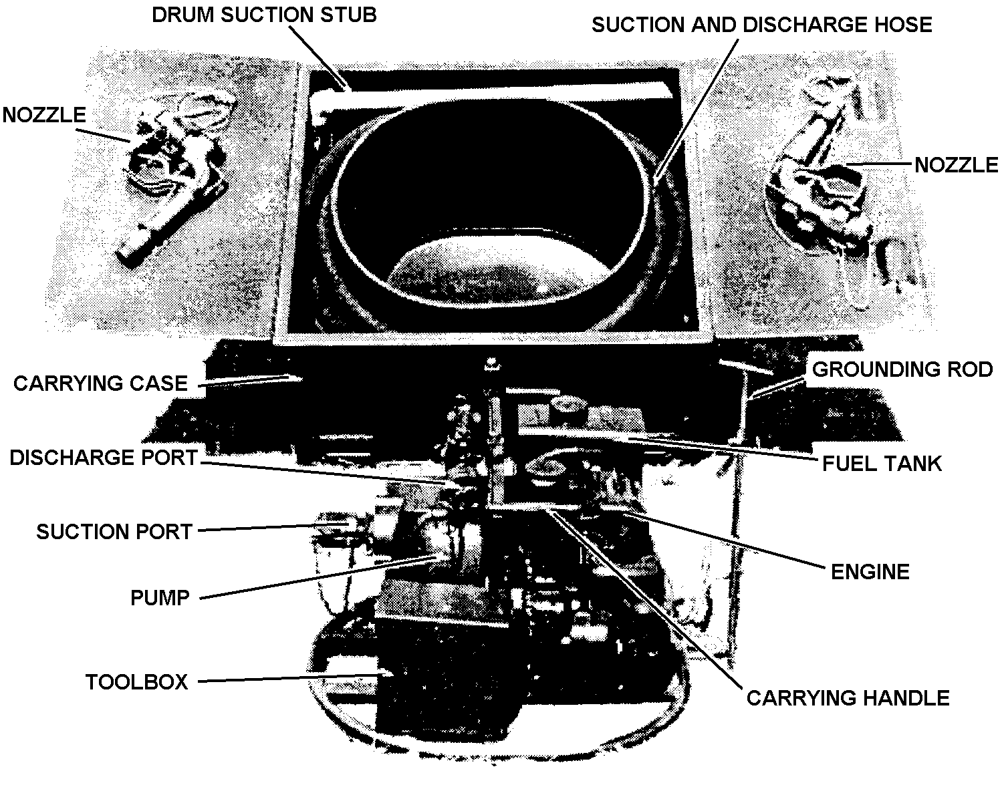 DRUM SUCTION STUB
SUCTION AND DISCHARGE HOSE
NOZZLE
NOZZLE
CARRYING CASE
GROUNDING ROD
DISCHARGE PORT
FUEL TANK
SUCTION PORT
ENGINE
PUMP
TOOLBOX
CARRYING HANDLE